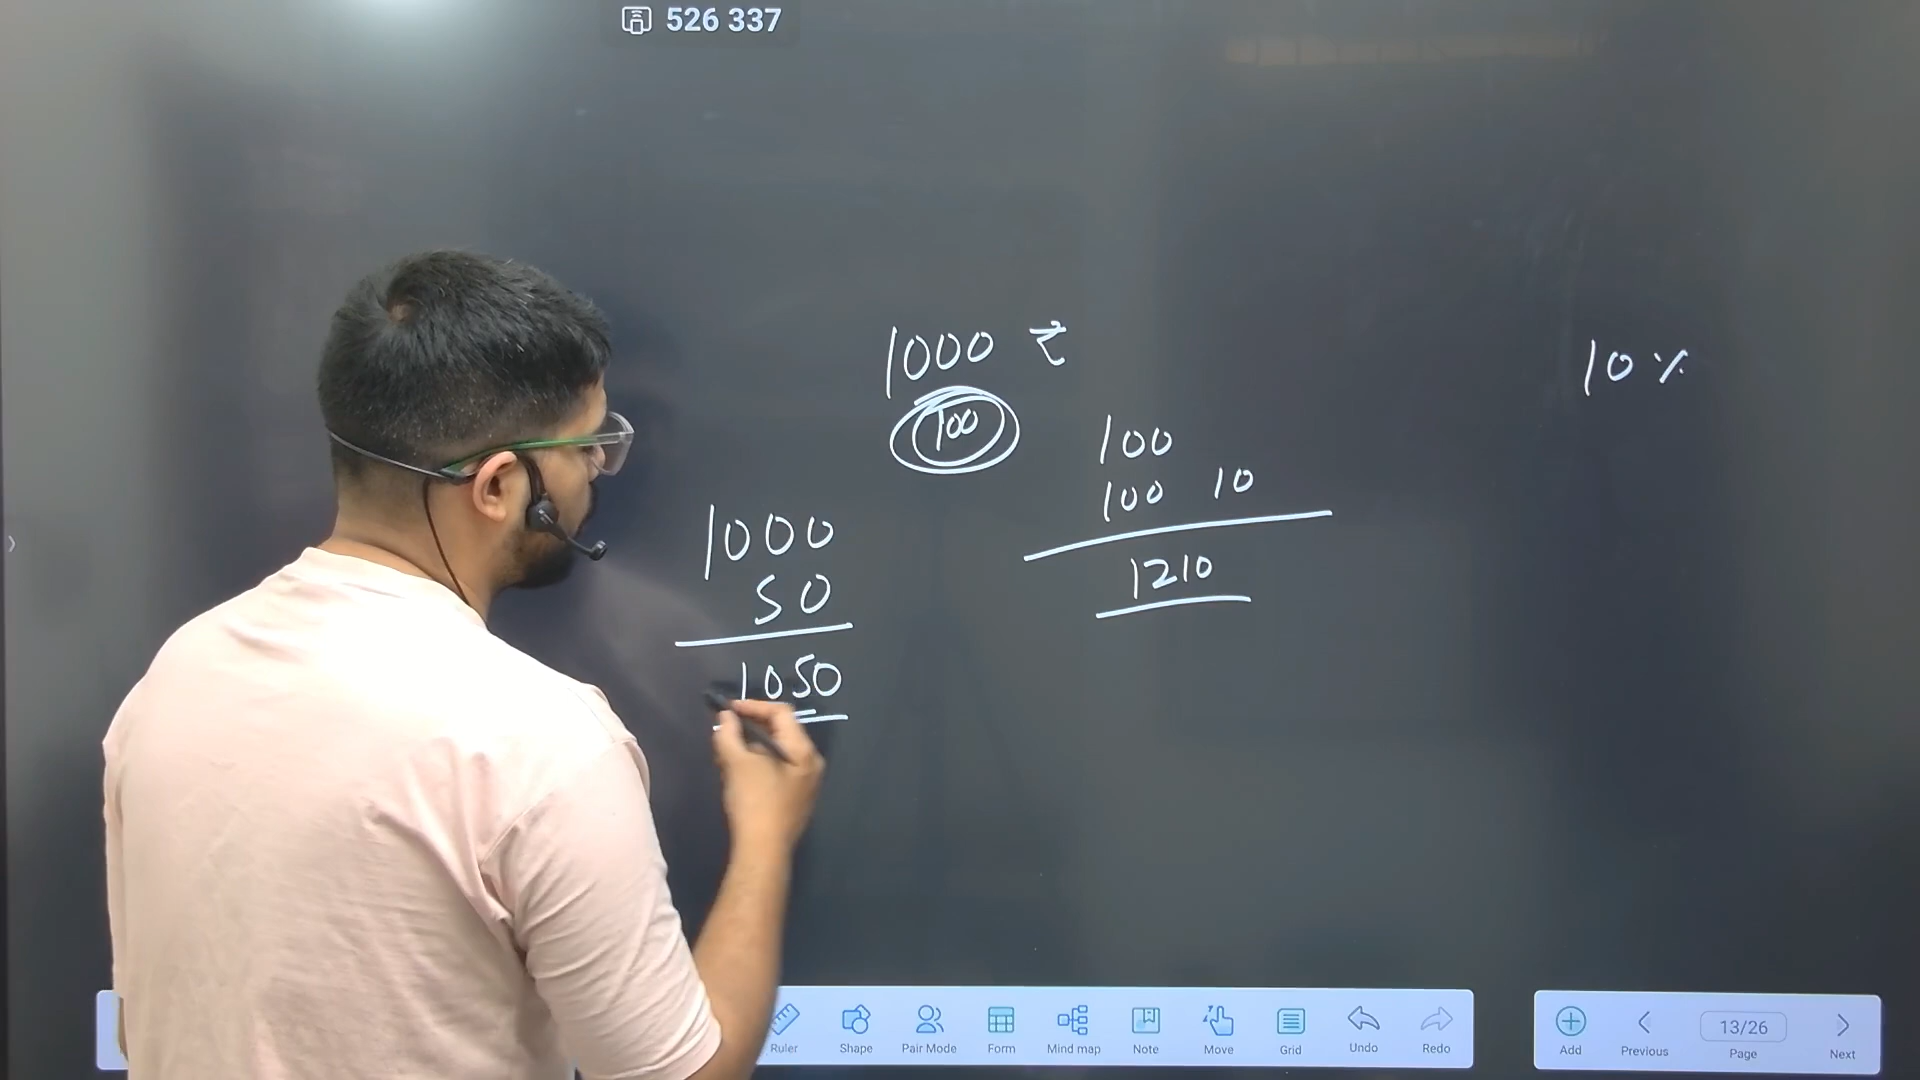 526 337
1000 ₹
10 %
100
100
100 10
1210
1000
50
1050
Ruler
Shape
Pair Mode
Form
Mind map
Note
Move
Grid
Undo
Redo
Add
Previous
13/26
Page
Next